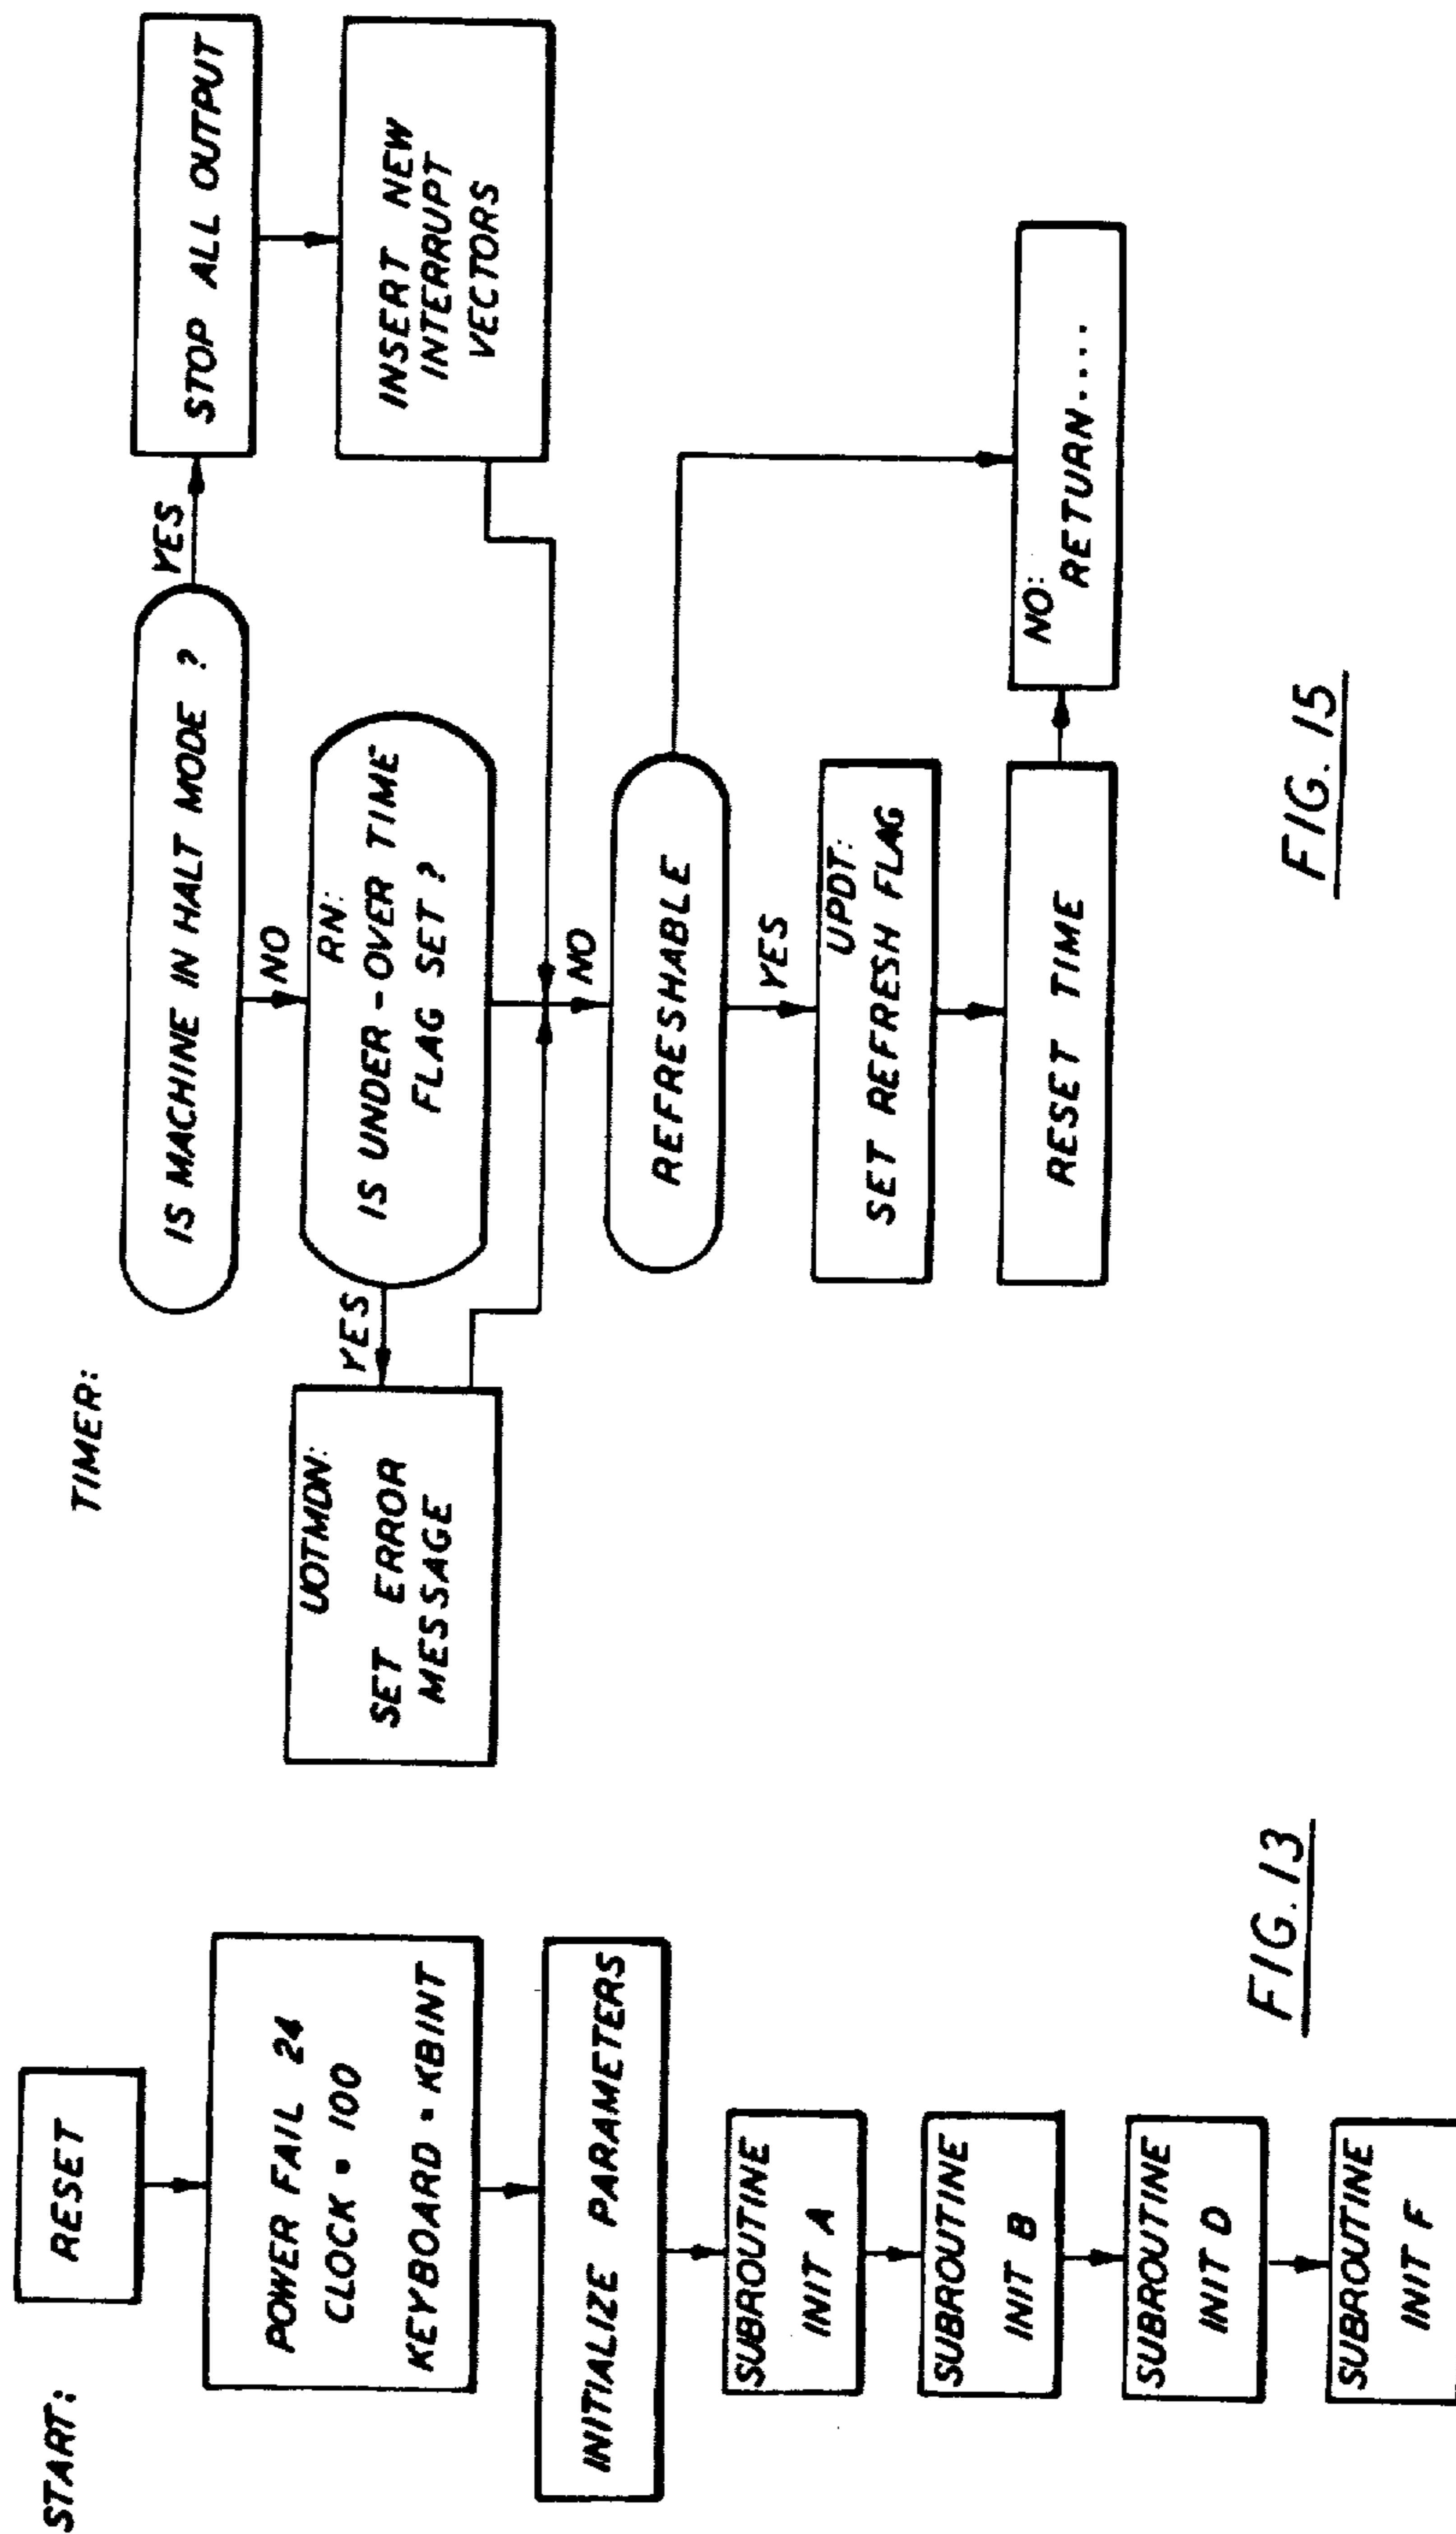 START:
RESET
POWER FAIL 24
CLOCK = 100
KEYBOARD = KBINT
INITIALIZE PARAMETERS
SUBROUTINE
INIT A
SUBROUTINE
INIT B
SUBROUTINE
INIT D
SUBROUTINE
INIT F
FIG. 13
TIMER:
IS MACHINE IN HALT MODE ?
YES
STOP ALL OUTPUT
INSERT NEW
INTERRUPT
VECTORS
NO
RN:
IS UNDER-OVER TIME
FLAG SET ?
YES
UOTMDN:
SET ERROR
MESSAGE
NO
REFRESHABLE
YES
UPDT:
SET REFRESH FLAG
RESET TIME
NO:
RETURN....
FIG. 15